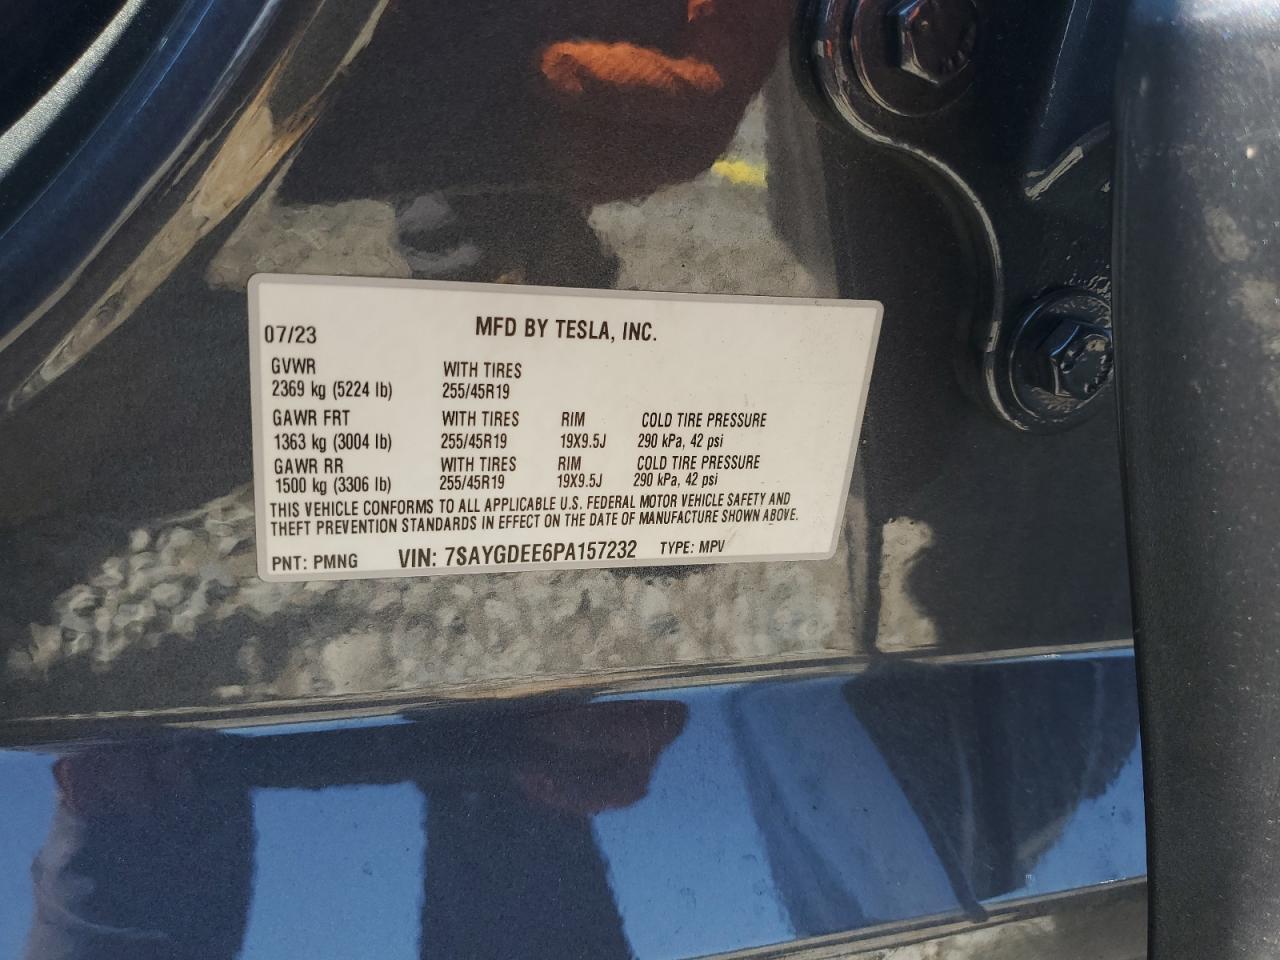 07/23 MFD BY TESLA, INC.
GVWR WITH TIRES
2369 kg (5224 lb) 255/45R19
GAWR FRT WITH TIRES RIM COLD TIRE PRESSURE
1363 kg (3004 lb) 255/45R19 19X9.5J 290 kPa, 42 psi
GAWR RR WITH TIRES RIM COLD TIRE PRESSURE
1500 kg (3306 lb) 255/45R19 19X9.5J 290 kPa, 42 psi
THIS VEHICLE CONFORMS TO ALL APPLICABLE U.S. FEDERAL MOTOR VEHICLE SAFETY AND
THEFT PREVENTION STANDARDS IN EFFECT ON THE DATE OF MANUFACTURE SHOWN ABOVE.
PNT: PMNG VIN: 7SAYGDEE6PA157232 TYPE: MPV